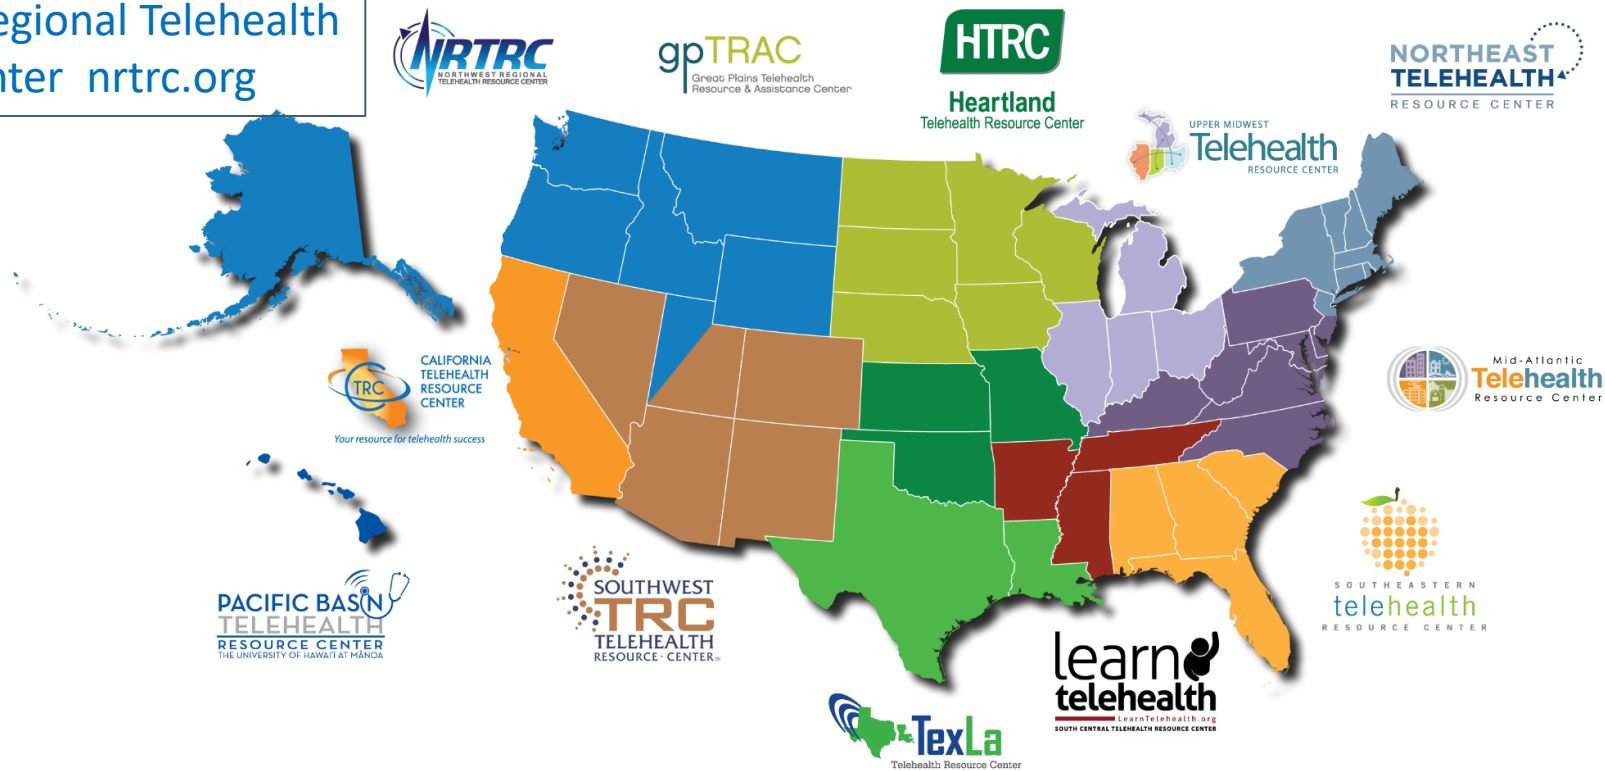 egional Telehealth
nter nrtrc.org
NRTRC
NORTHWEST REGIONAL
TELEHEALTH RESOURCE CENTER
gpTRAC
Great Plains Telehealth
Resource & Assistance Center
HTRC
Heartland
Telehealth Resource Center
NORTHEAST
TELEHEALTH
RESOURCE CENTER
UPPER MIDWEST
Telehealth
RESOURCE CENTER
TRC
CALIFORNIA
TELEHEALTH
RESOURCE
CENTER
Your resource for telehealth success
Mid-Atlantic
Telehealth
Resource Center
PACIFIC BASIN
TELEHEALTH
RESOURCE CENTER
THE UNIVERSITY OF HAWAI'I AT MĀNOA
SOUTHWEST
TRC
TELEHEALTH
RESOURCE · CENTER SM
SOUTHEASTERN
telehealth
RESOURCE CENTER
learn
telehealth
LearnTelehealth.org
SOUTH CENTRAL TELEHEALTH RESOURCE CENTER
TexLa
Telehealth Resource Center